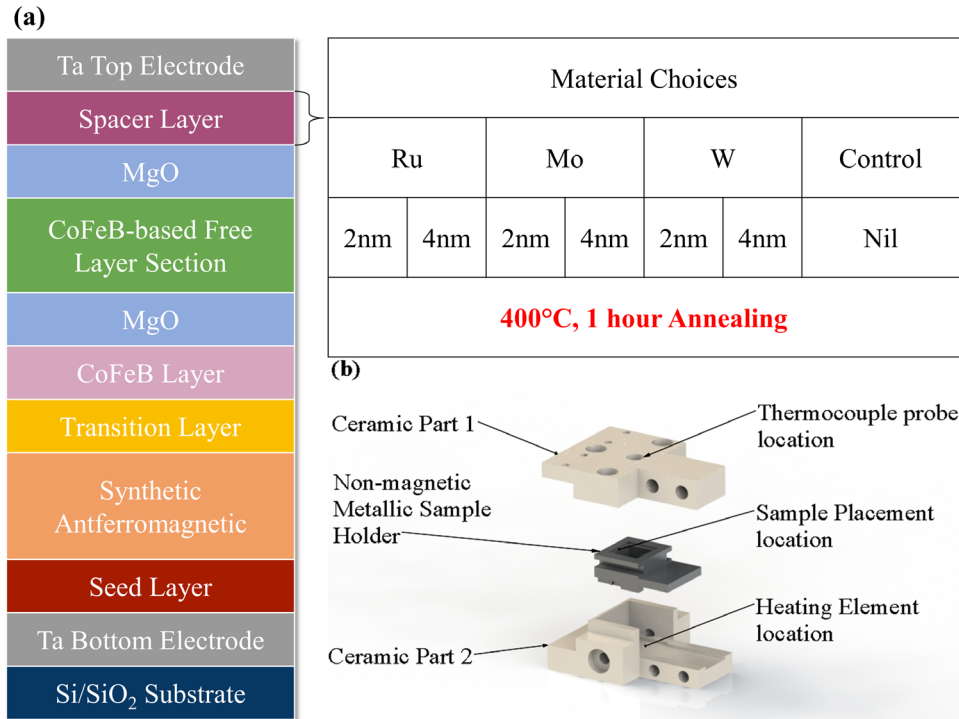 (a)
Ta Top Electrode
Spacer Layer
MgO
CoFeB-based Free
Layer Section
MgO
CoFeB Layer
Transition Layer
Synthetic
Antferromagnetic
Seed Layer
Ta Bottom Electrode
Si/SiO₂ Substrate
Material Choices
Ru Mo W Control
2nm 4nm 2nm 4nm 2nm 4nm Nil
400°C, 1 hour Annealing
(b)
Ceramic Part 1
Thermocouple probe
location
Non-magnetic
Metallic Sample
Holder
Sample Placement
location
Heating Element
location
Ceramic Part 2